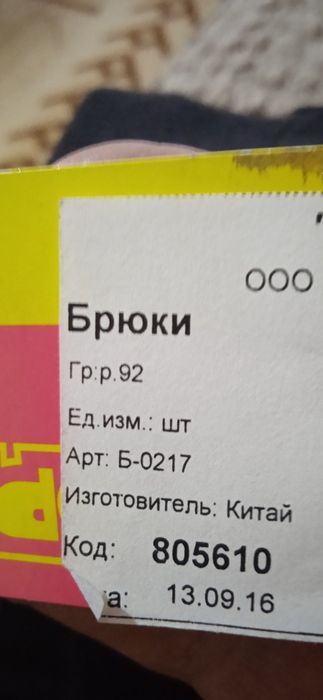 ООО
Брюки
Гр:р.92
Ед.изм.: шт
Арт: Б-0217
Изготовитель: Китай
Код: 805610
а: 13.09.16